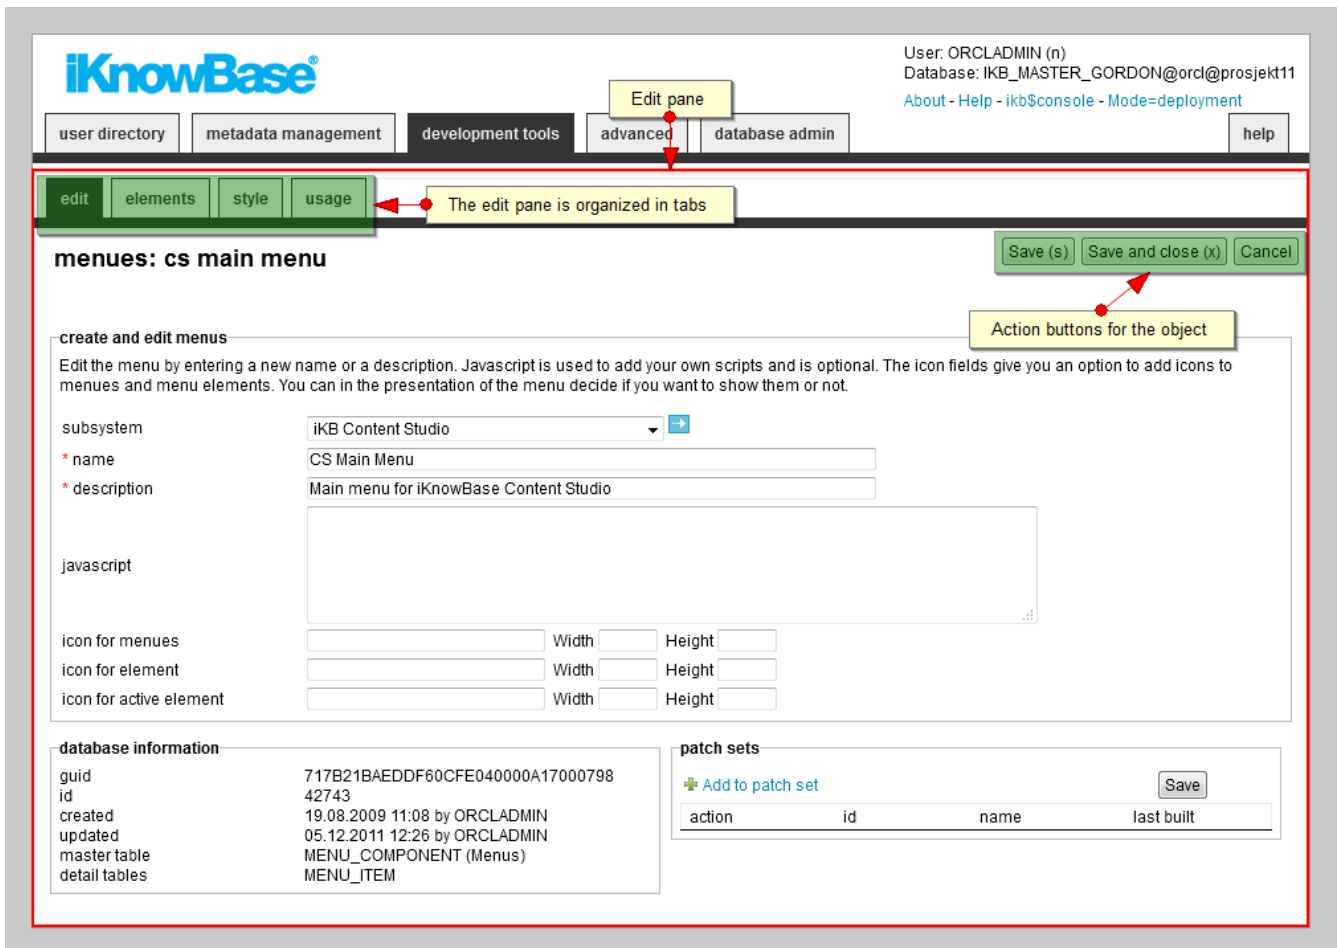 iKnowBase®
User: ORCLADMIN (n)
Database: IKB_MASTER_GORDON@orcl@prosjekt11
About - Help - ikb$console - Mode=deployment
Edit pane
user directory metadata management development tools advanced database admin help
edit elements style usage
The edit pane is organized in tabs
menues: cs main menu
Save (s) Save and close (x) Cancel
Action buttons for the object
create and edit menus
Edit the menu by entering a new name or a description. Javascript is used to add your own scripts and is optional. The icon fields give you an option to add icons to
menues and menu elements. You can in the presentation of the menu decide if you want to show them or not.
subsystem iKB Content Studio
* name CS Main Menu
* description Main menu for iKnowBase Content Studio
javascript
icon for menues Width Height
icon for element Width Height
icon for active element Width Height
database information
guid 717B21BAEDDF60CFE040000A17000798
id 42743
created 19.08.2009 11:08 by ORCLADMIN
updated 05.12.2011 12:26 by ORCLADMIN
master table MENU_COMPONENT (Menus)
detail tables MENU_ITEM
patch sets
Add to patch set Save
action id name last built